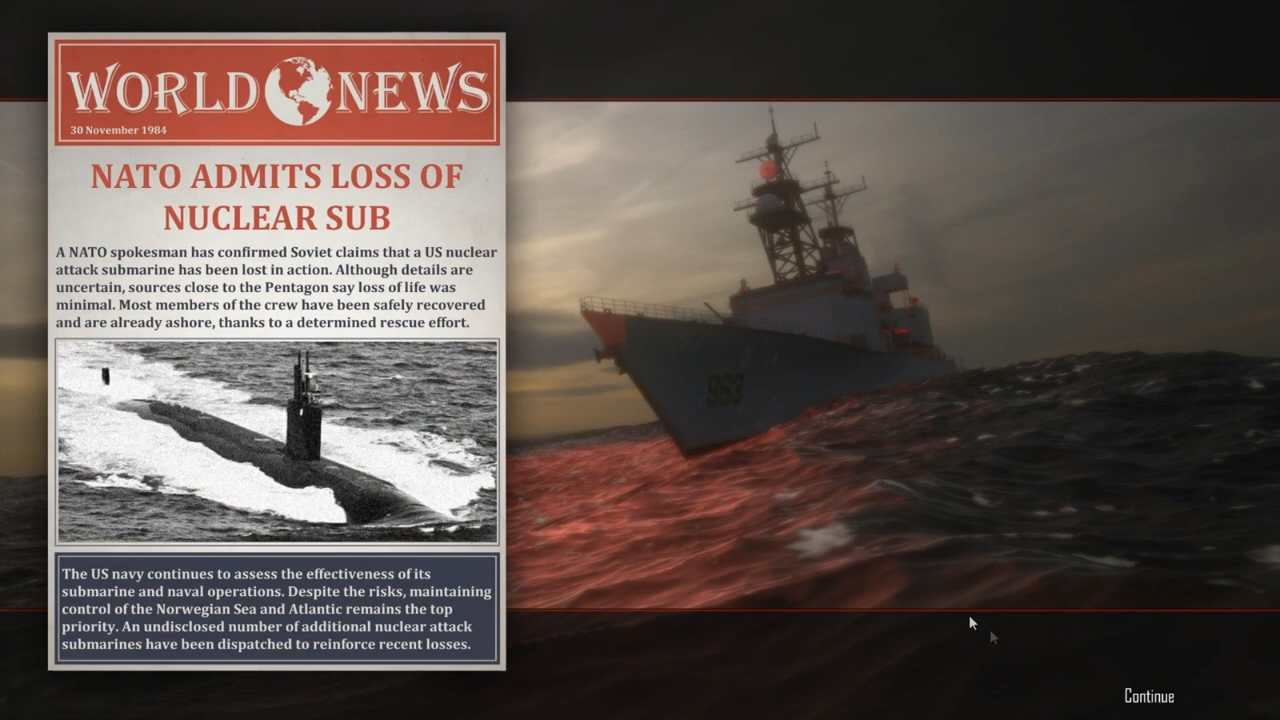 WORLD NEWS
30 November 1984
NATO ADMITS LOSS OF
NUCLEAR SUB
A NATO spokesman has confirmed Soviet claims that a US nuclear
attack submarine has been lost in action. Although details are
uncertain, sources close to the Pentagon say loss of life was
minimal. Most members of the crew have been safely recovered
and are already ashore, thanks to a determined rescue effort.
963
The US navy continues to assess the effectiveness of its
submarine and naval operations. Despite the risks, maintaining
control of the Norwegian Sea and Atlantic remains the top
priority. An undisclosed number of additional nuclear attack
submarines have been dispatched to reinforce recent losses.
Continue